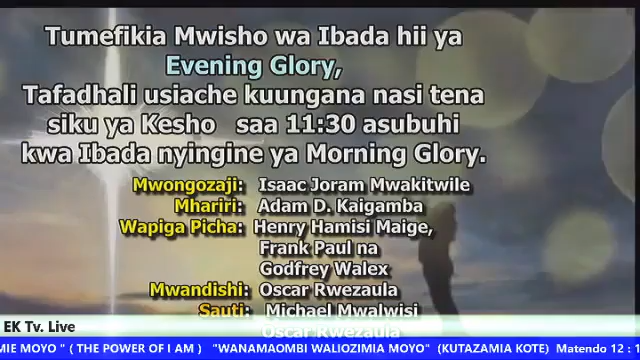 Tumefikia Mwisho wa Ibada hii ya
Evening Glory,
Tafadhali usiache kuungana nasi tena
siku ya Kesho saa 11:30 asubuhi
kwa Ibada nyingine ya Morning Glory.
Mwongozaji: Isaac Joram Mwakitwile
Mhariri: Adam D. Kaigamba
Wapiga Picha: Henry Hamisi Maige,
Frank Paul na
Godfrey Walex
Mwandishi: Oscar Rwezaula
Sauti: Michael Mwalwisi
Oscar Rwezaula
EK Tv. Live
MIE MOYO " ( THE POWER OF I AM ) "WANAMAOMBI WALIOZIMIA MOYO" (KUTAZAMIA KOTE) Matendo 12 :